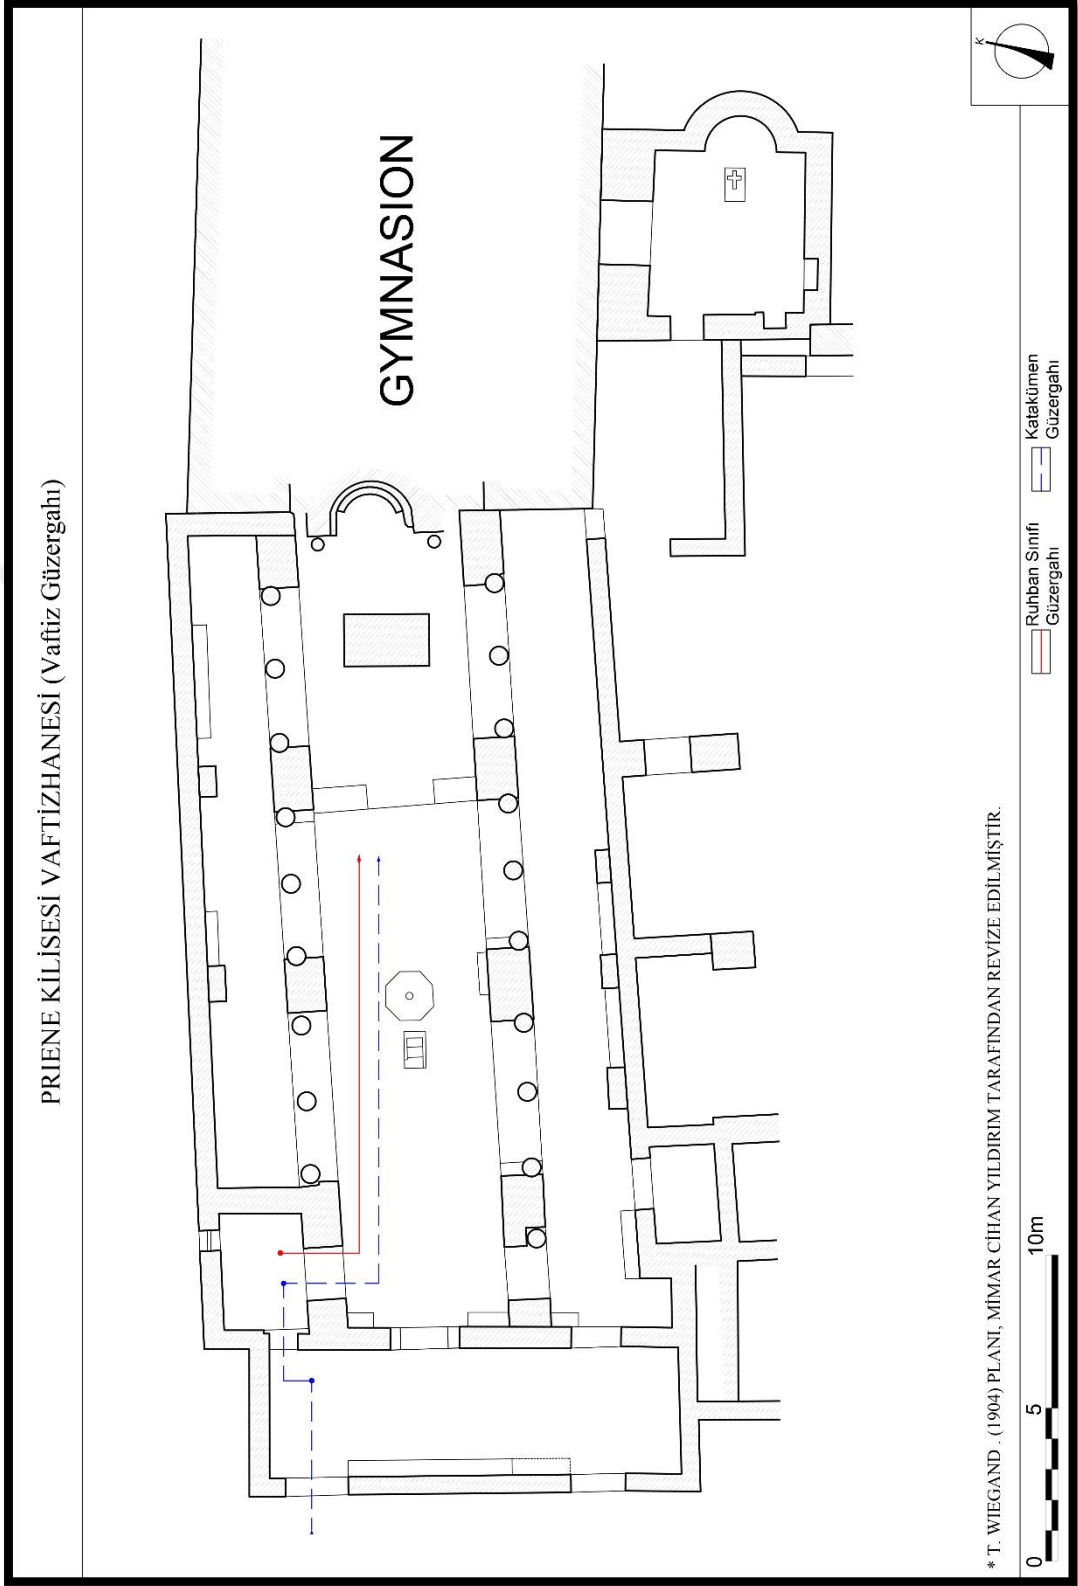 PRIENE KİLİSESİ VAFTİZHANESİ (Vaftiz Güzergahı)
GYMNASION
K
* T. WIEGAND . (1904) PLANI, MİMAR CİHAN YILDIRIM TARAFINDAN REVİZE EDİLMİŞTİR.
0 5 10m
Ruhban Sınıfı
Güzergahı
Katakümen
Güzergahı